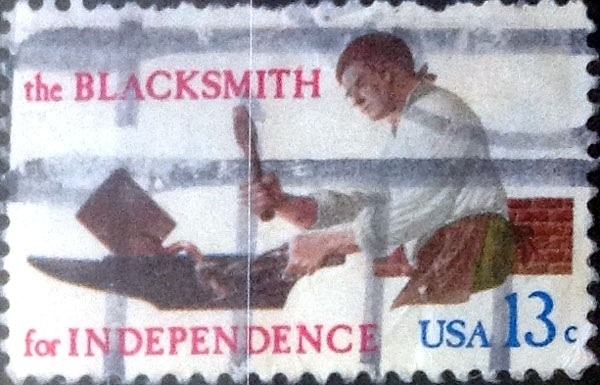 the BLACKSMITH
for INDEPENDENCE
USA 13c